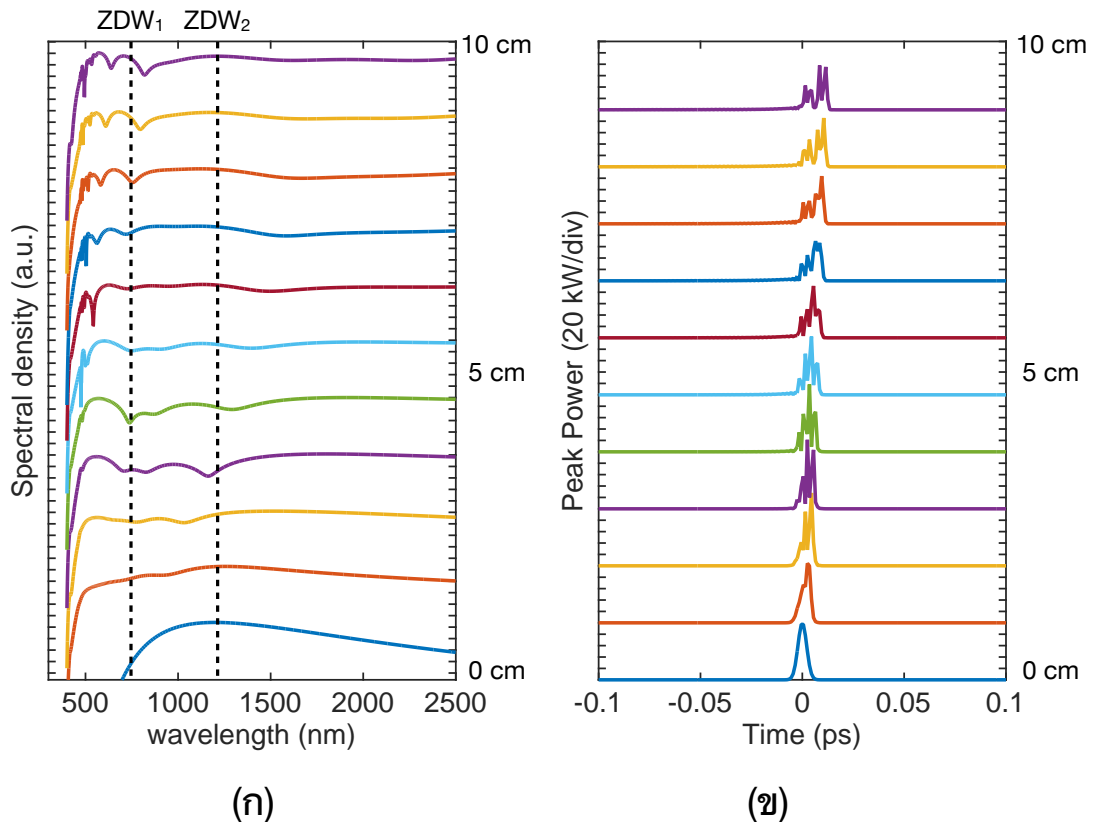 ZDW₁ ZDW₂
10 cm
5 cm
0 cm
Spectral density (a.u.)
500 1000 1500 2000 2500
wavelength (nm)
(ก)
10 cm
5 cm
0 cm
Peak Power (20 kW/div)
-0.1 -0.05 0 0.05 0.1
Time (ps)
(ข)